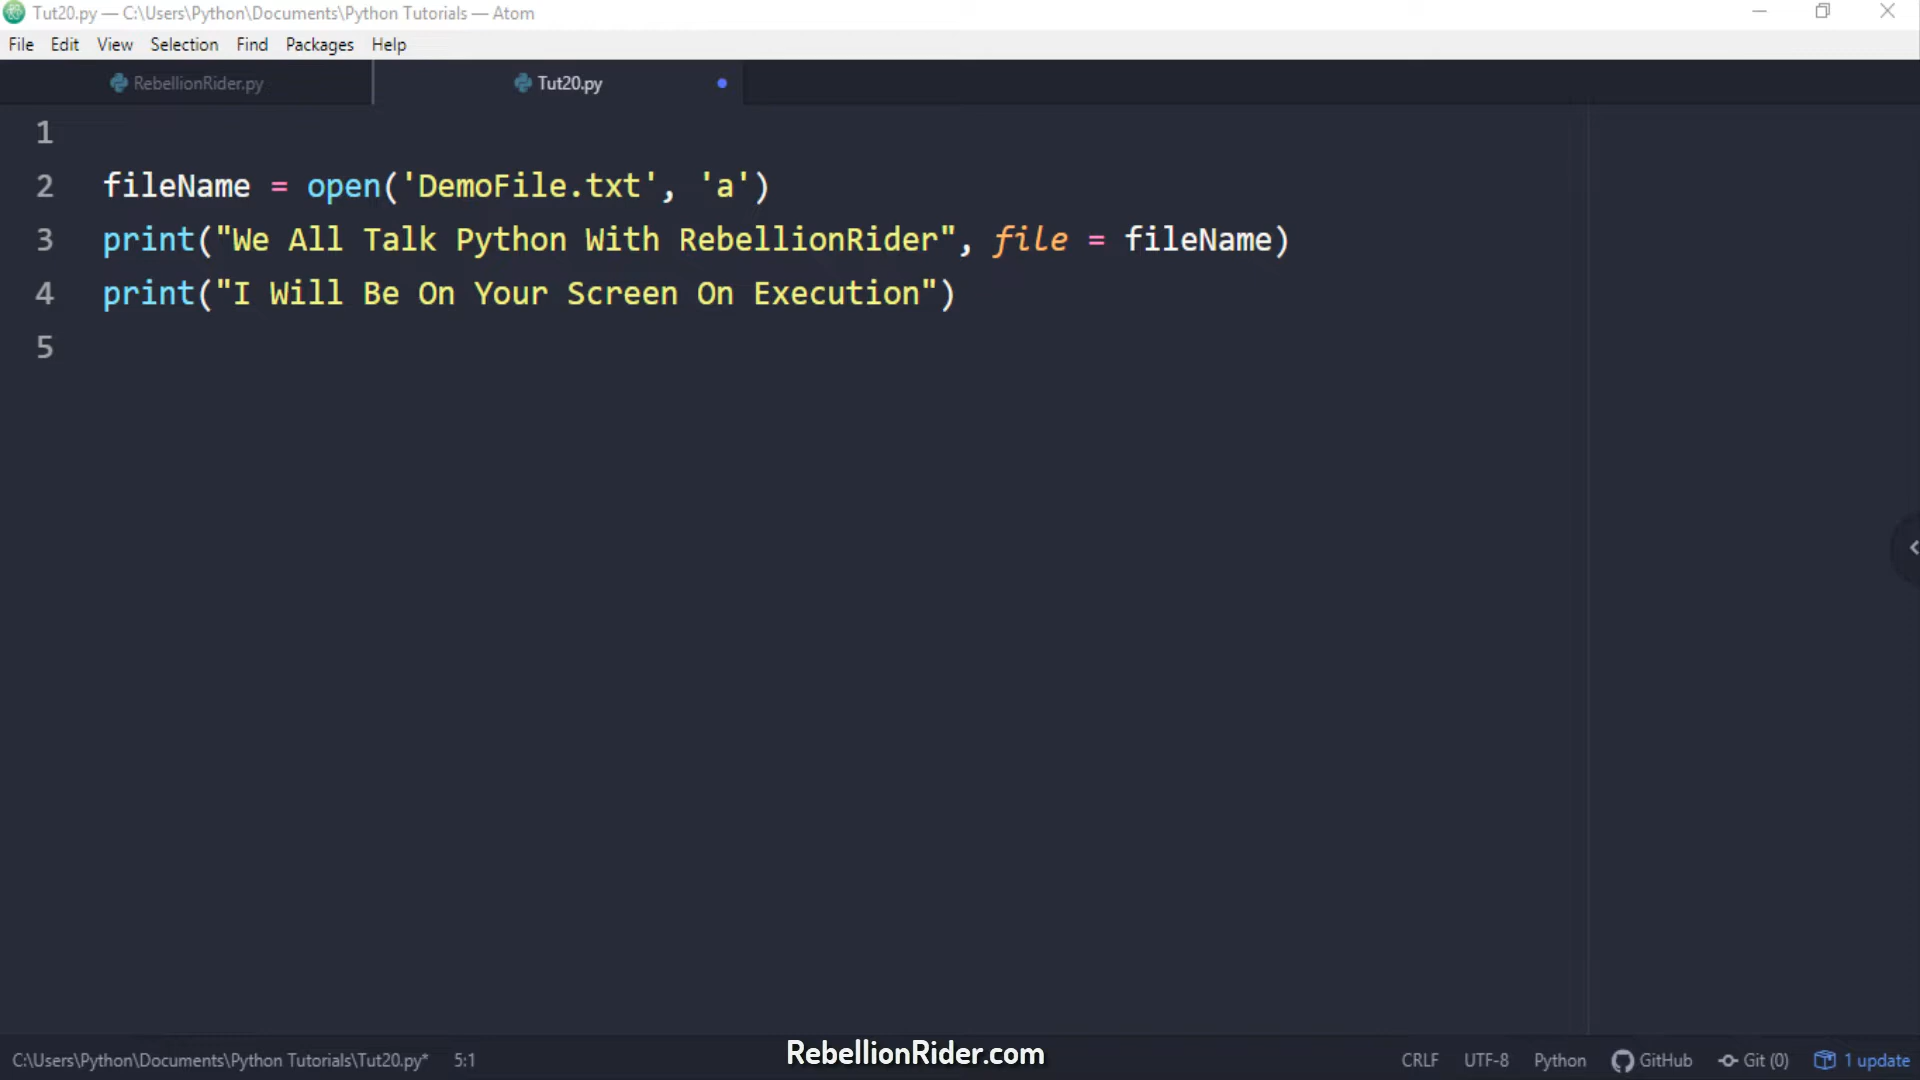 Tut20.py — C:\Users\Python\Documents\Python Tutorials — Atom
File Edit View Selection Find Packages Help
RebellionRider.py Tut20.py
1
2 fileName = open('DemoFile.txt', 'a')
3 print("We All Talk Python With RebellionRider", file = fileName)
4 print("I Will Be On Your Screen On Execution")
5
C:\Users\Python\Documents\Python Tutorials\Tut20.py* 5:1 RebellionRider.com CRLF UTF-8 Python GitHub Git (0) 1 update